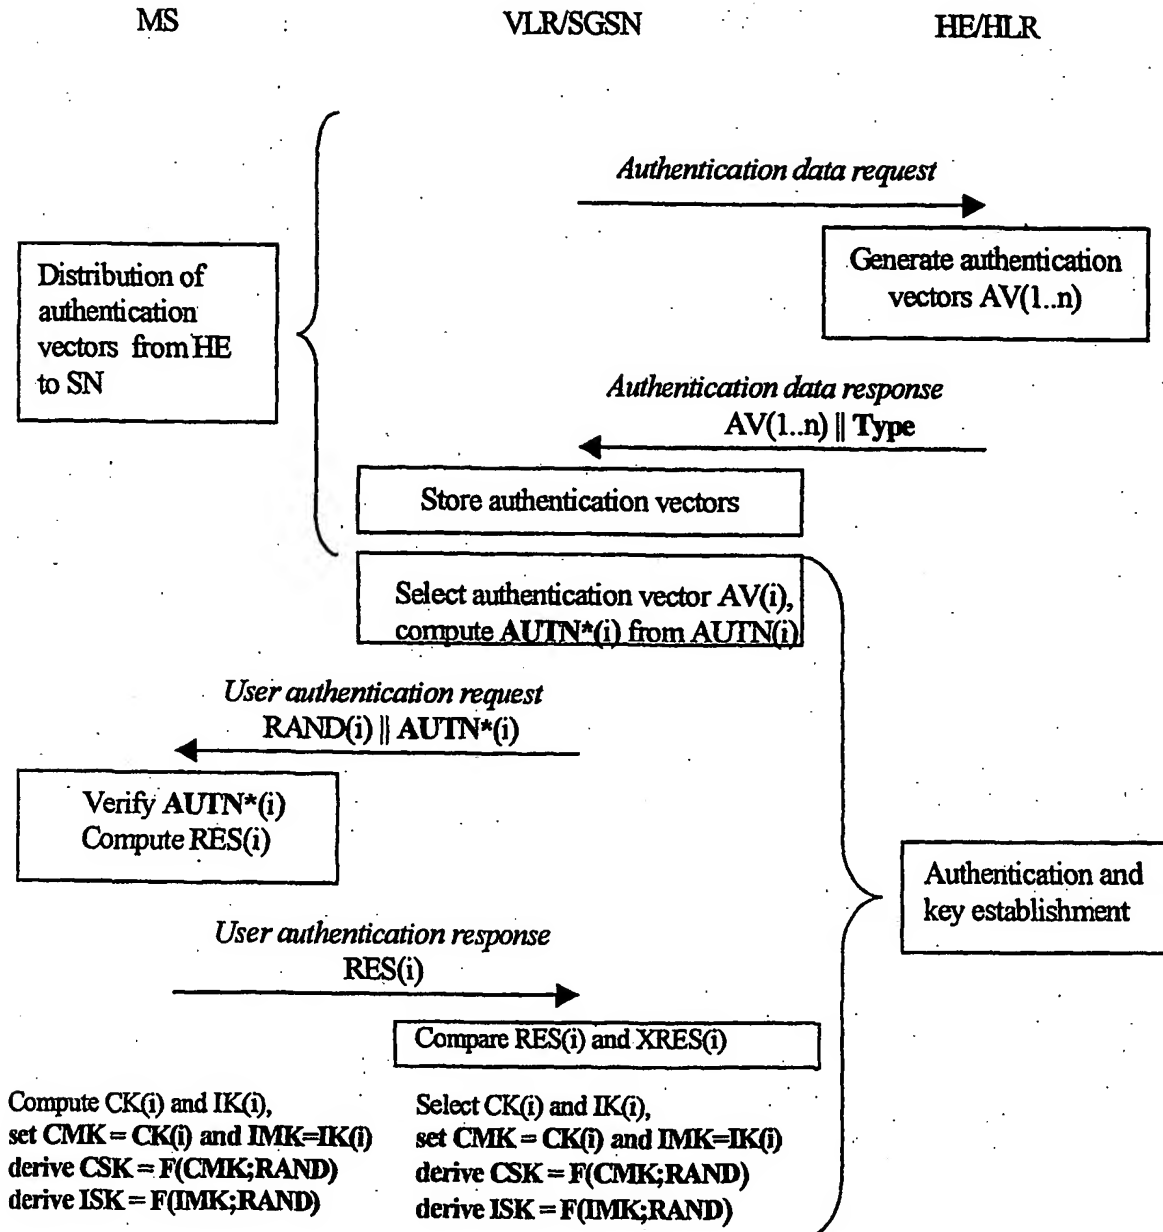 MS
VLR/SGSN
HE/HLR
Authentication data request
Generate authentication
vectors AV(1..n)
Distribution of
authentication
vectors from HE
to SN
Authentication data response
AV(1..n) || Type
Store authentication vectors
Select authentication vector AV(i),
compute AUTN*(i) from AUTN(i)
User authentication request
RAND(i) || AUTN*(i)
Verify AUTN*(i)
Compute RES(i)
Authentication and
key establishment
User authentication response
RES(i)
Compare RES(i) and XRES(i)
Compute CK(i) and IK(i),
set CMK = CK(i) and IMK=IK(i)
derive CSK = F(CMK;RAND)
derive ISK = F(IMK;RAND)
Select CK(i) and IK(i),
set CMK = CK(i) and IMK=IK(i)
derive CSK = F(CMK;RAND)
derive ISK = F(IMK;RAND)